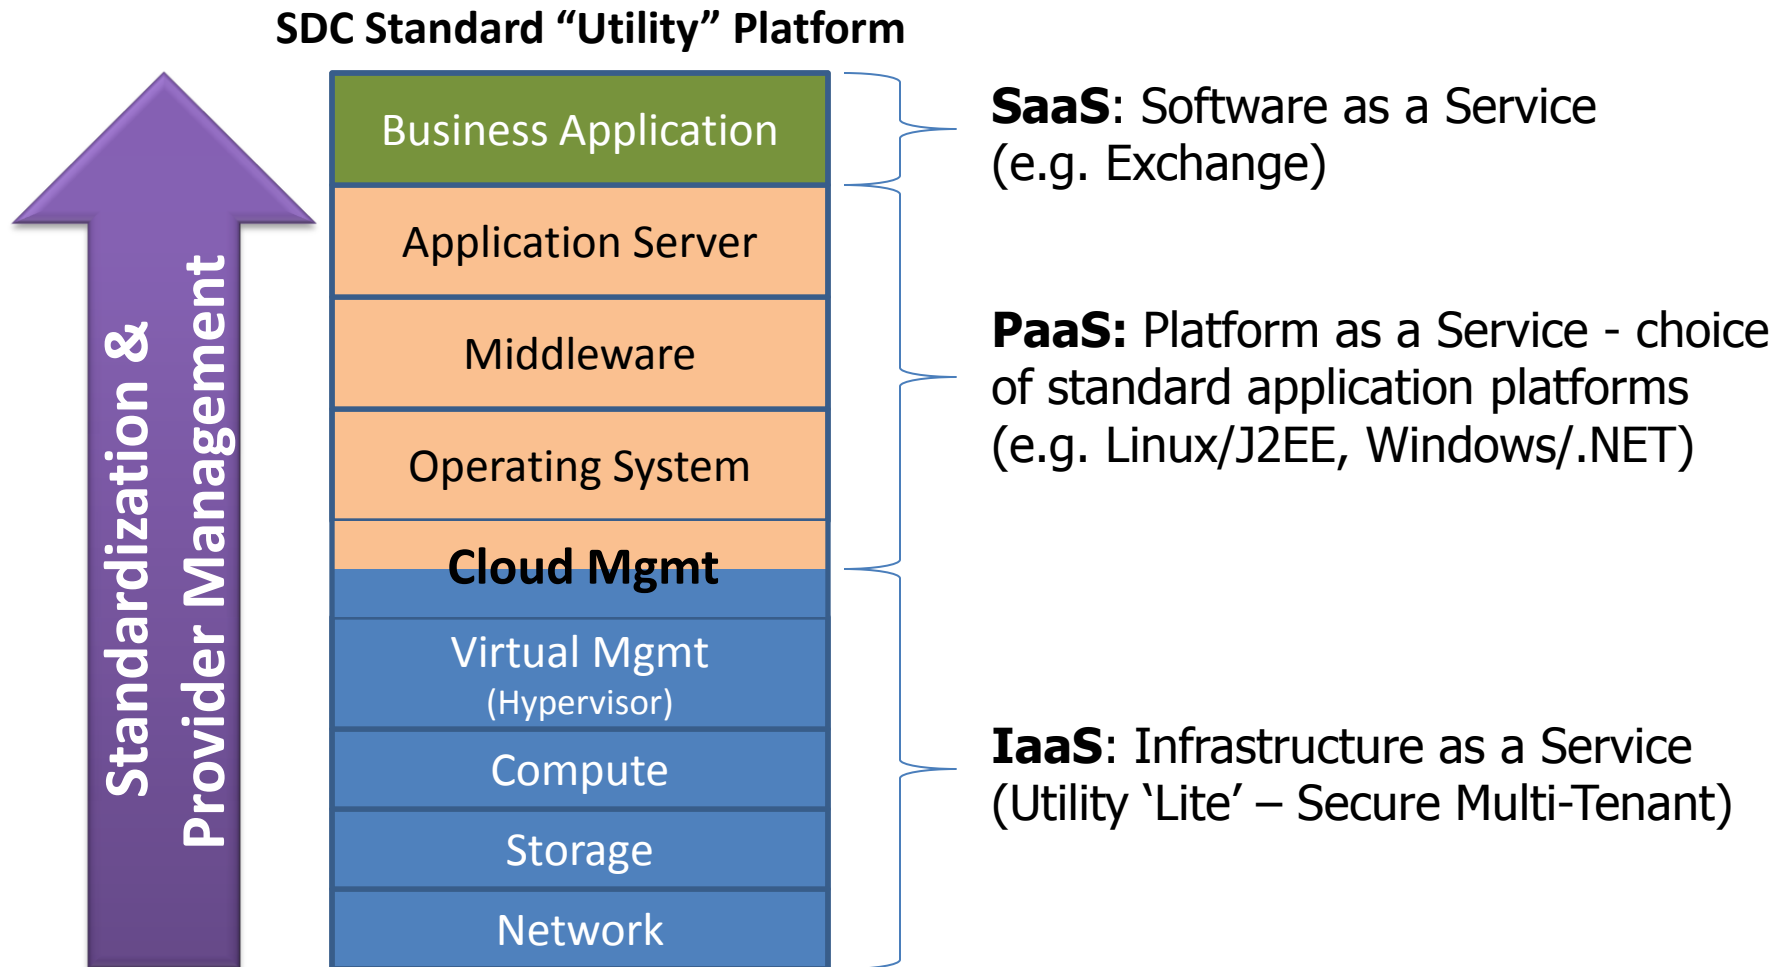 SDC Standard “Utility” Platform
Standardization &
Provider Management
Business Application
Application Server
Middleware
Operating System
Cloud Mgmt
Virtual Mgmt
(Hypervisor)
Compute
Storage
Network
SaaS: Software as a Service
(e.g. Exchange)
PaaS: Platform as a Service - choice
of standard application platforms
(e.g. Linux/J2EE, Windows/.NET)
IaaS: Infrastructure as a Service
(Utility ‘Lite’ – Secure Multi-Tenant)